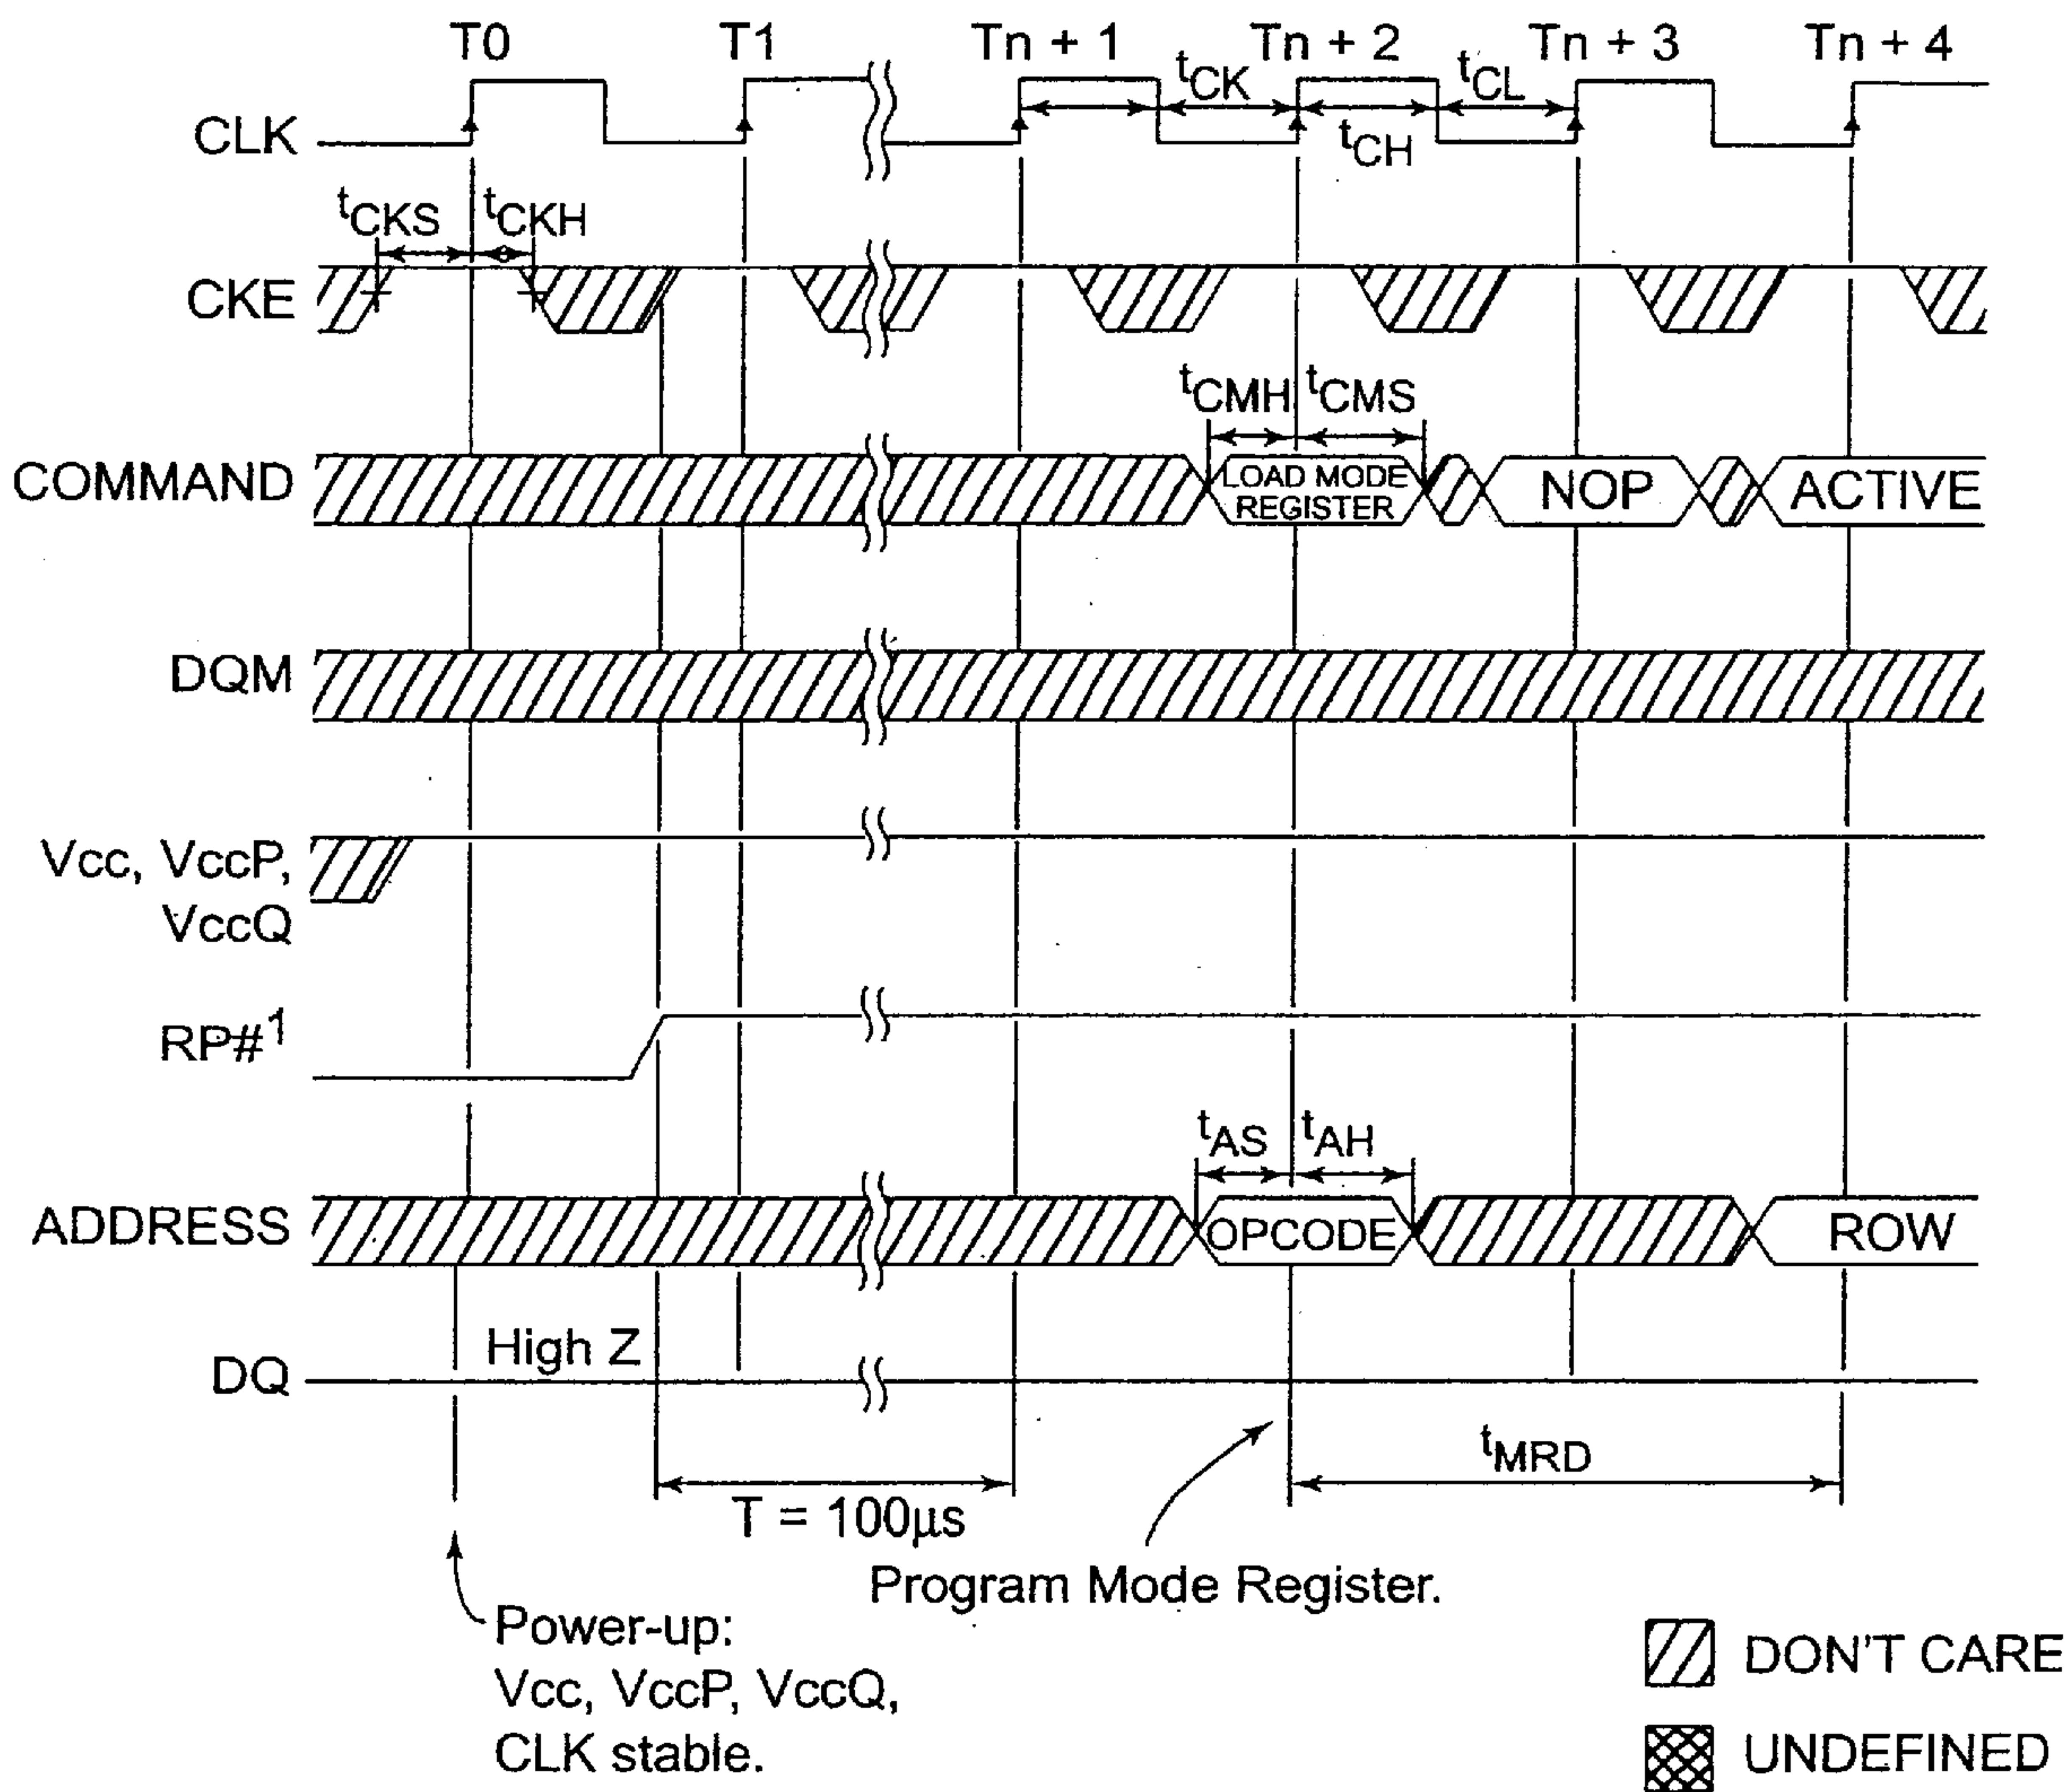 T0 T1 Tn + 1 Tn + 2 Tn + 3 Tn + 4
tCK tCL
CLK
tCH
tCKS tCKH
CKE
tCMH tCMS
COMMAND LOAD MODE REGISTER NOP ACTIVE
DQM
Vcc, VccP,
VccQ
RP#1
tAS tAH
ADDRESS OPCODE ROW
High Z
DQ
tMRD
T = 100µs
Program Mode Register.
Power-up:
Vcc, VccP, VccQ,
CLK stable.
DON'T CARE
UNDEFINED